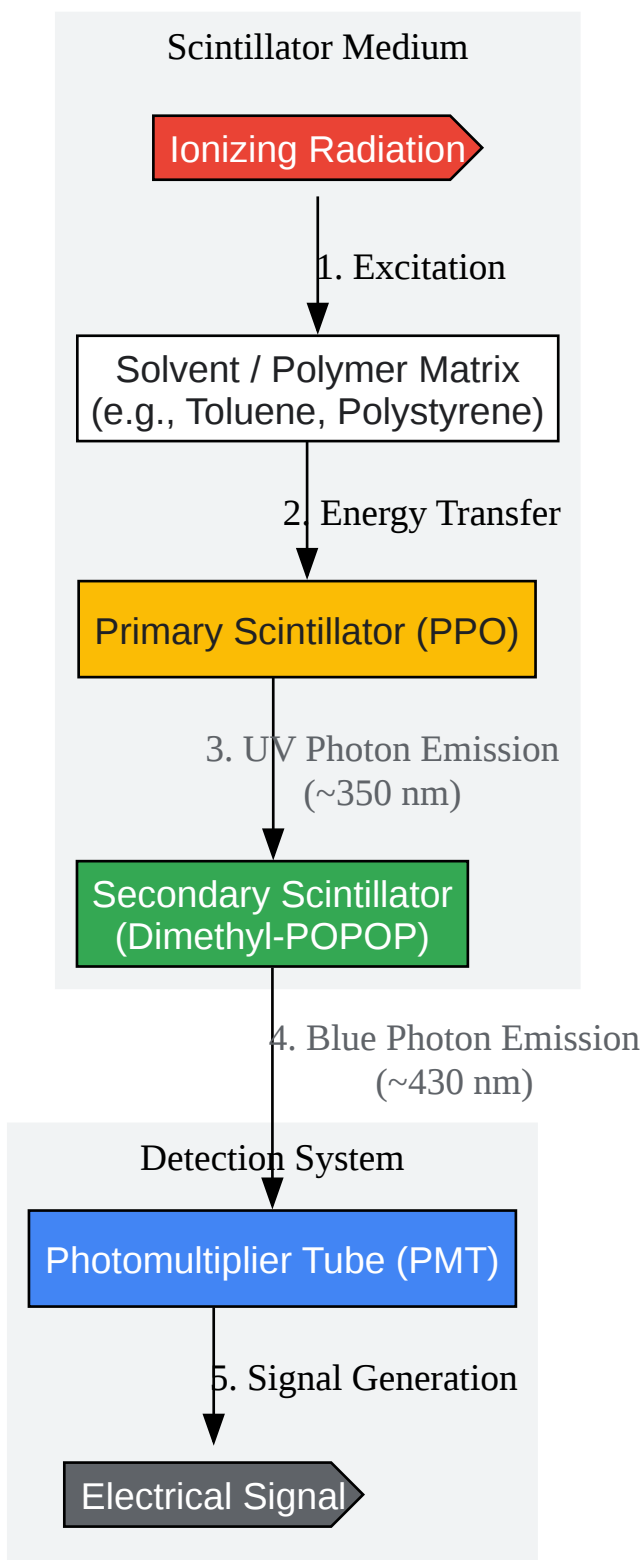 Scintillator Medium
Ionizing Radiation
1. Excitation
Solvent / Polymer Matrix
(e.g., Toluene, Polystyrene)
2. Energy Transfer
Primary Scintillator (PPO)
3. UV Photon Emission
(~350 nm)
Secondary Scintillator
(Dimethyl-POPOP)
4. Blue Photon Emission
(~430 nm)
Detection System
Photomultiplier Tube (PMT)
5. Signal Generation
Electrical Signal